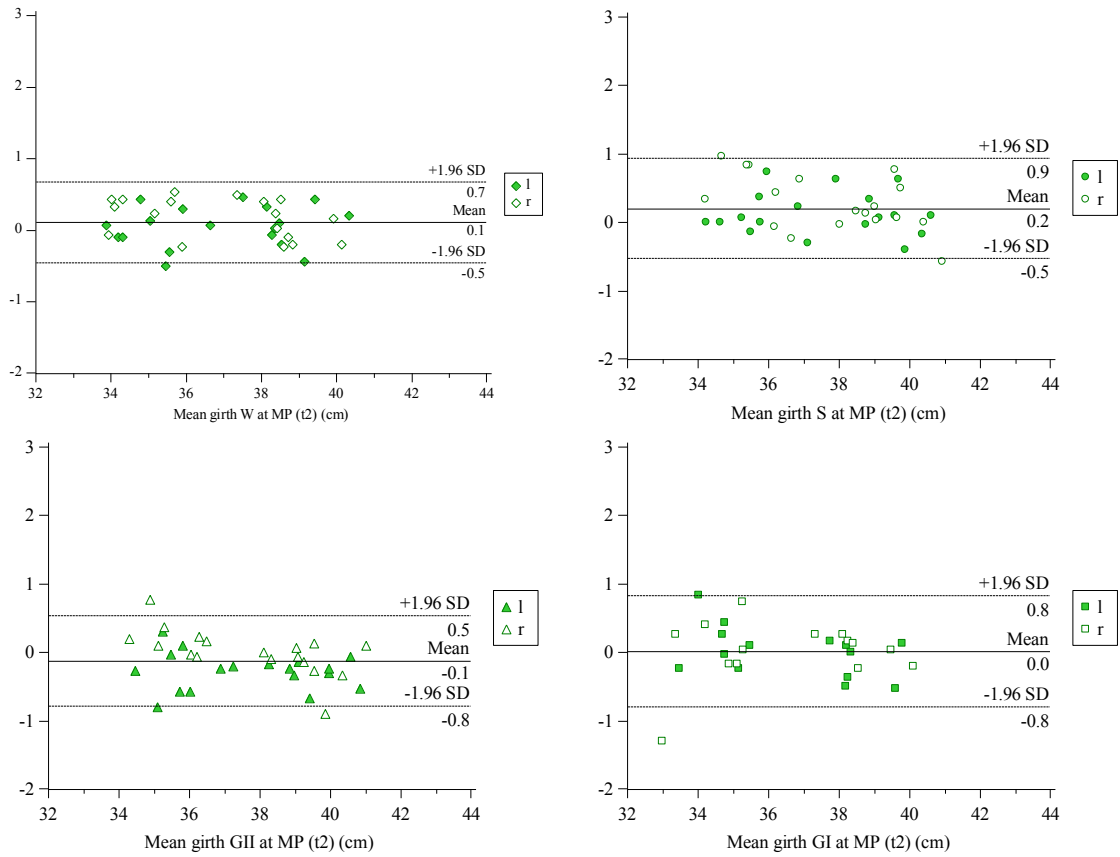 3
2
1
0
-1
-2
+1.96 SD
0.7
Mean
0.1
-1.96 SD
-0.5
l
r
32 34 36 38 40 42 44
Mean girth W at MP (t2) (cm)
3
2
1
0
-1
-2
+1.96 SD
0.9
Mean
0.2
-1.96 SD
-0.5
l
r
32 34 36 38 40 42 44
Mean girth S at MP (t2) (cm)
3
2
1
0
-1
-2
+1.96 SD
0.5
Mean
-0.1
-1.96 SD
-0.8
l
r
32 34 36 38 40 42 44
Mean girth GII at MP (t2) (cm)
3
2
1
0
-1
-2
+1.96 SD
0.8
Mean
0.0
-1.96 SD
-0.8
l
r
32 34 36 38 40 42 44
Mean girth GI at MP (t2) (cm)